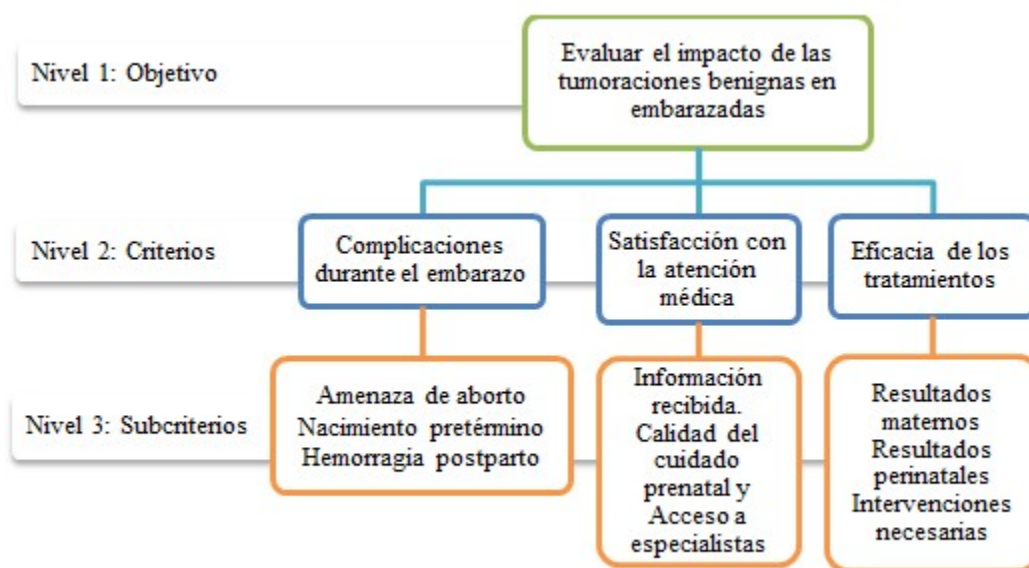 Nivel 1: Objetivo
Evaluar el impacto de las
tumoraciones benignas en
embarazadas
Nivel 2: Criterios
Complicaciones
durante el embarazo
Satisfacción con
la atención
médica
Eficacia de los
tratamientos
Nivel 3: Subcriterios
Amenaza de aborto
Nacimiento pretérmino
Hemorragia postparto
Información
recibida.
Calidad del
cuidado
prenatal y
Acceso a
especialistas
Resultados
maternos
Resultados
perinatales
Intervenciones
necesarias